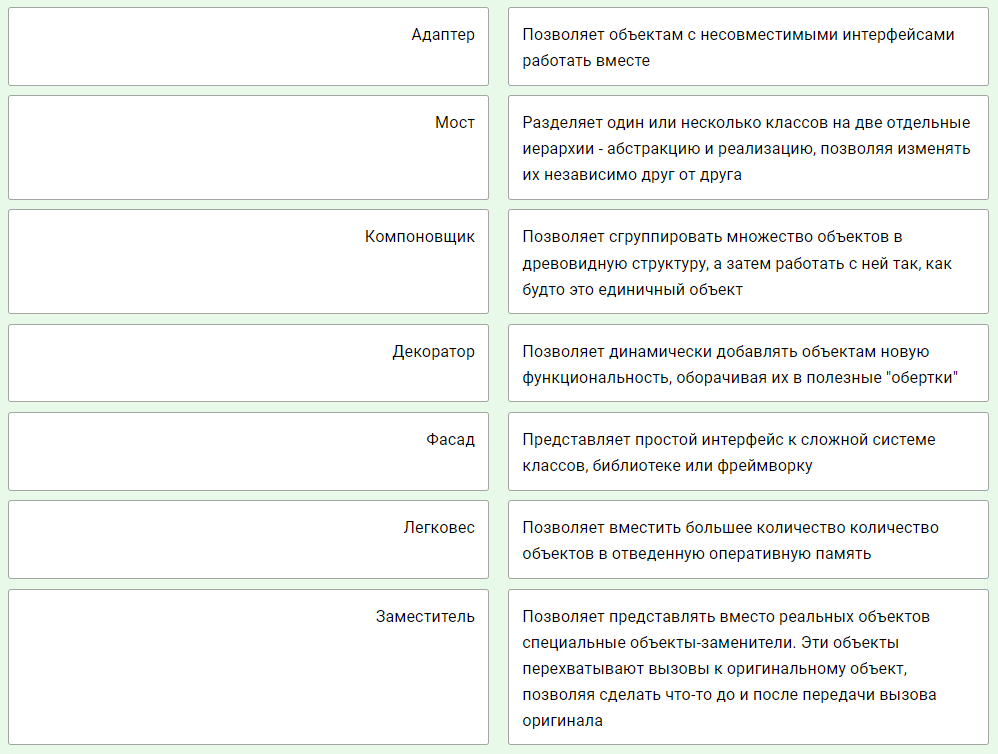 Адаптер
Позволяет объектам с несовместимыми интерфейсами
работать вместе
Мост
Разделяет один или несколько классов на две отдельные
иерархии - абстракцию и реализацию, позволяя изменять
их независимо друг от друга
Компоновщик
Позволяет сгруппировать множество объектов в
древовидную структуру, а затем работать с ней так, как
будто это единичный объект
Декоратор
Позволяет динамически добавлять объектам новую
функциональность, оборачивая их в полезные "обертки"
Фасад
Представляет простой интерфейс к сложной системе
классов, библиотеке или фреймворку
Легковес
Позволяет вместить большее количество количество
объектов в отведенную оперативную память
Заместитель
Позволяет представлять вместо реальных объектов
специальные объекты-заменители. Эти объекты
перехватывают вызовы к оригинальному объект,
позволяя сделать что-то до и после передачи вызова
оригинала